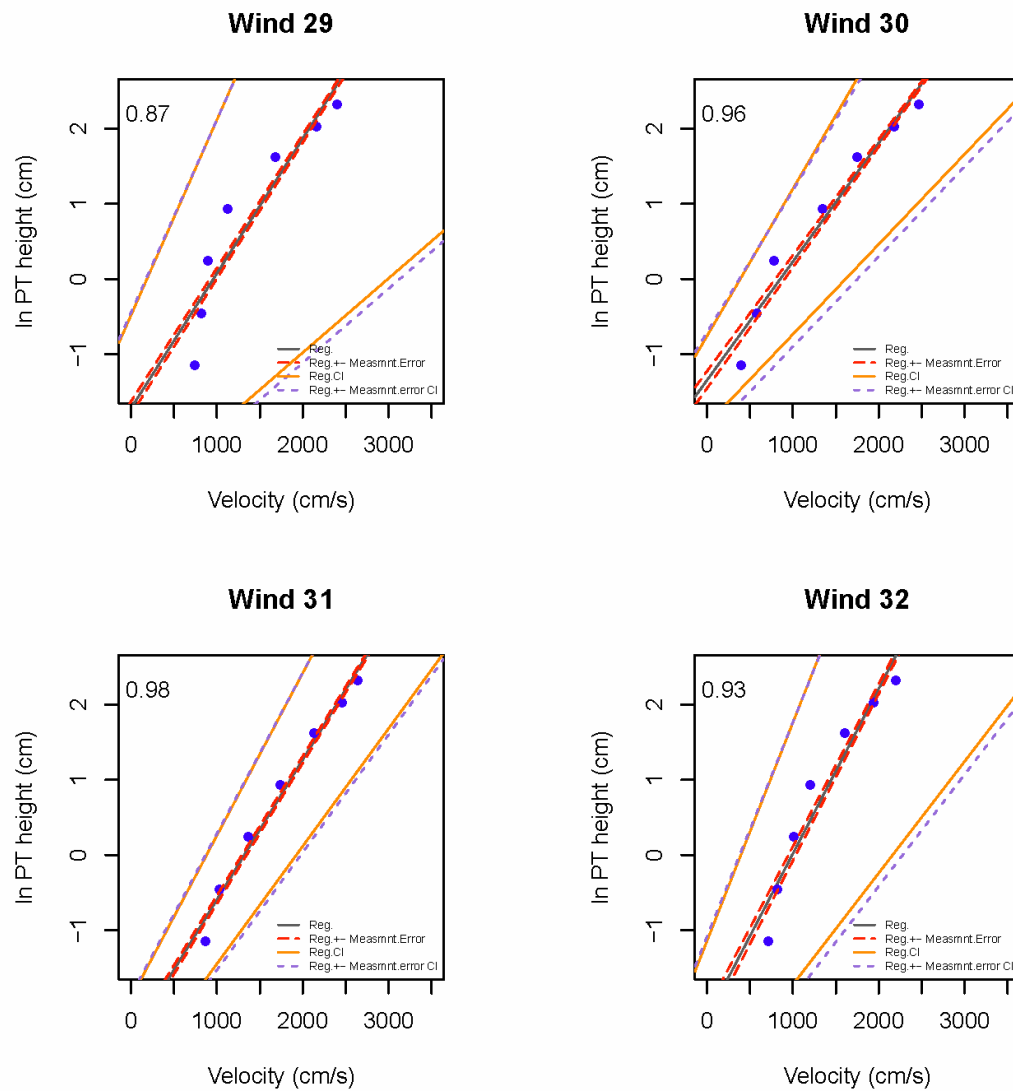 Wind 29
0.87
2
1
0
−1
ln PT height (cm)
Reg.
Reg.+− Measmnt.Error
Reg.CI
Reg.+− Measmnt.error CI
0 1000 2000 3000
Velocity (cm/s)
Wind 30
0.96
2
1
0
−1
ln PT height (cm)
Reg.
Reg.+− Measmnt.Error
Reg.CI
Reg.+− Measmnt.error CI
0 1000 2000 3000
Velocity (cm/s)
Wind 31
0.98
2
1
0
−1
ln PT height (cm)
Reg.
Reg.+− Measmnt.Error
Reg.CI
Reg.+− Measmnt.error CI
0 1000 2000 3000
Velocity (cm/s)
Wind 32
0.93
2
1
0
−1
ln PT height (cm)
Reg.
Reg.+− Measmnt.Error
Reg.CI
Reg.+− Measmnt.error CI
0 1000 2000 3000
Velocity (cm/s)